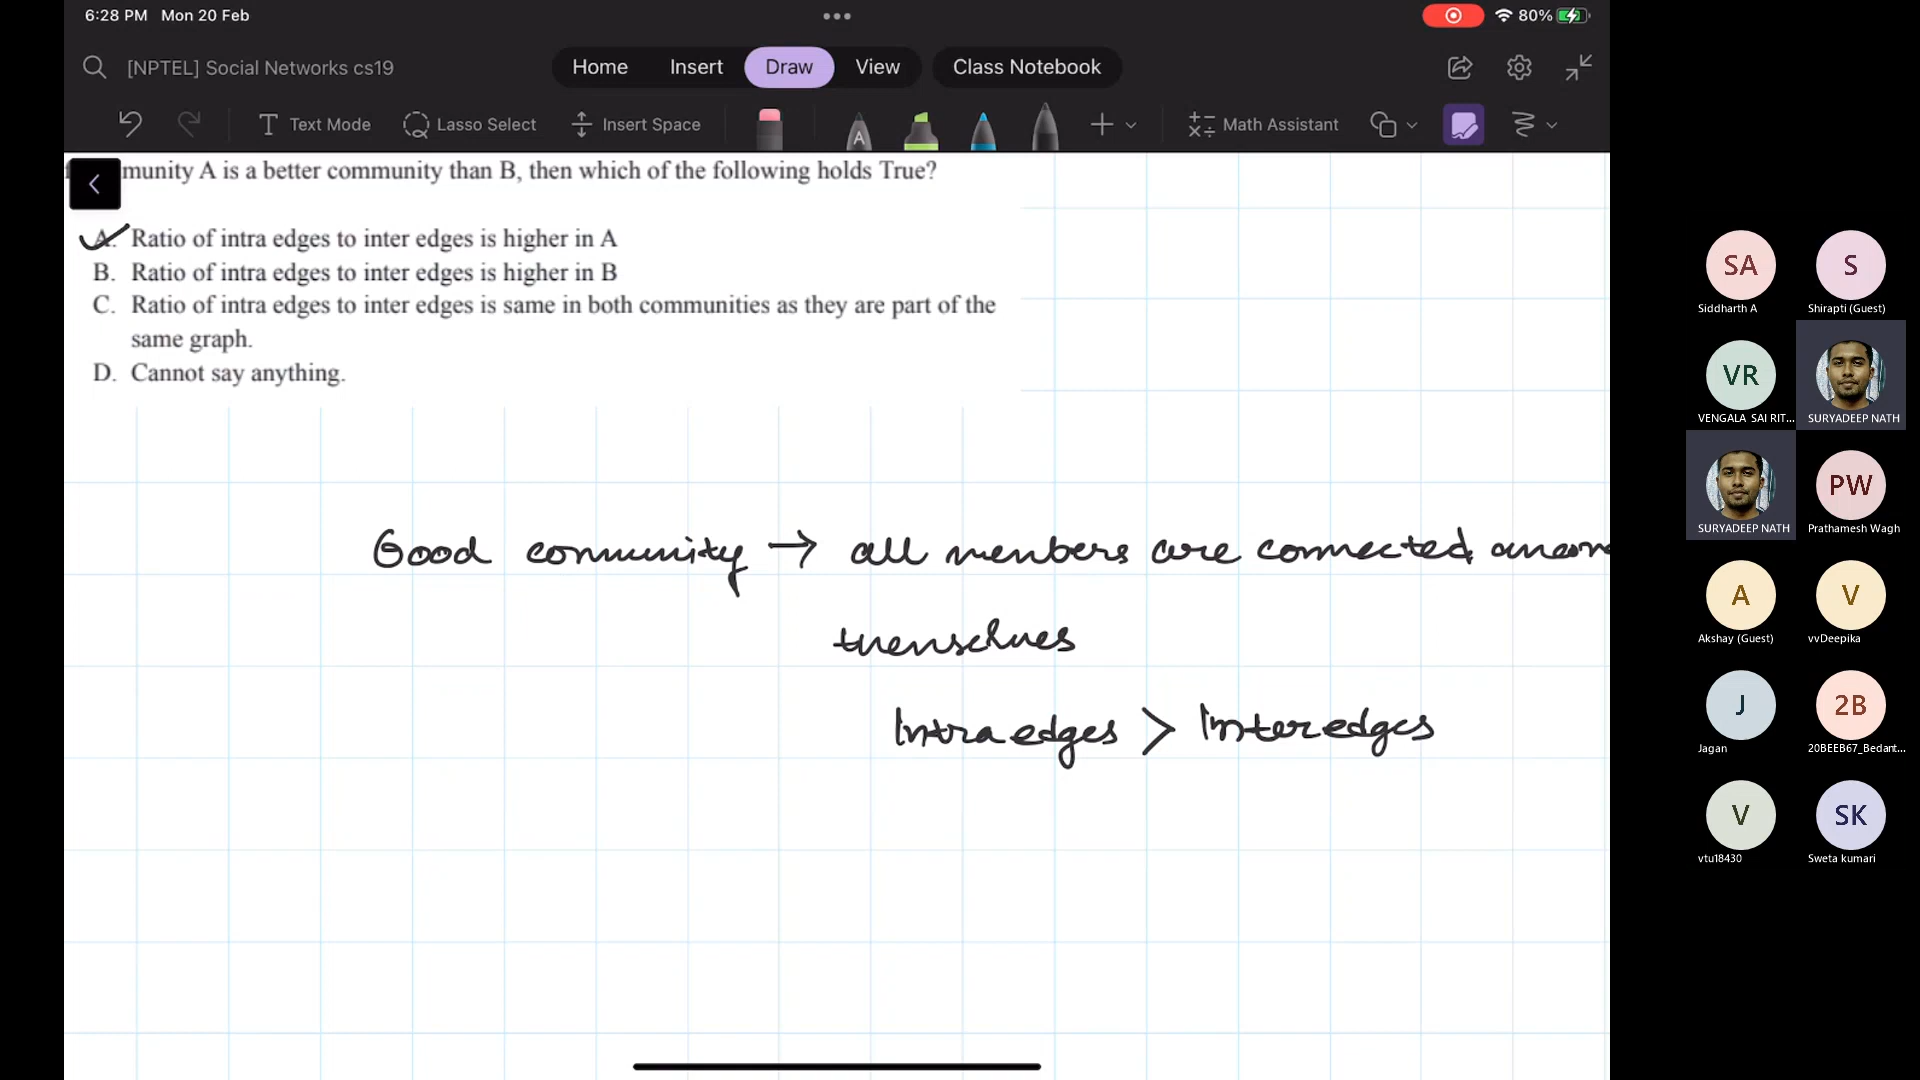 6:28 PM Mon 20 Feb
80%
[NPTEL] Social Networks cs19
Home Insert Draw View Class Notebook
Text Mode Lasso Select Insert Space A Math Assistant
munity A is a better community than B, then which of the following holds True?
A. Ratio of intra edges to inter edges is higher in A
B. Ratio of intra edges to inter edges is higher in B
C. Ratio of intra edges to inter edges is same in both communities as they are part of the
same graph.
D. Cannot say anything.
Good community → all members are connected
themselves
Intra edges > Inter edges
SA S
Siddharth A Shirapti (Guest)
VR
VENGALA SAI RIT... SURYADEEP NATH
PW
SURYADEEP NATH Prathamesh Wagh
A V
Akshay (Guest) vvDeepika
J 2B
Jagan 20BEEB67_Bedant...
V SK
vtu18430 Sweta kumari